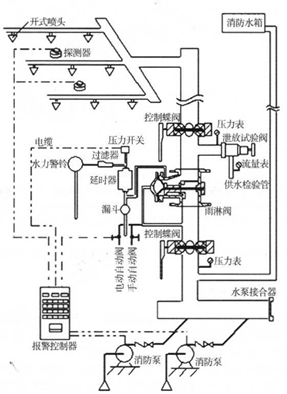 开式喷头
消防水箱
探测器
压力表
控制蝶阀
泄放试验阀
电缆
压力开关
流量表
水力警铃
过滤器
供水检验管
延时器
雨淋阀
漏斗
控制蝶阀
压力表
电动自动阀
手动自动阀
水泵接合器
报警控制器
消防泵
消防泵